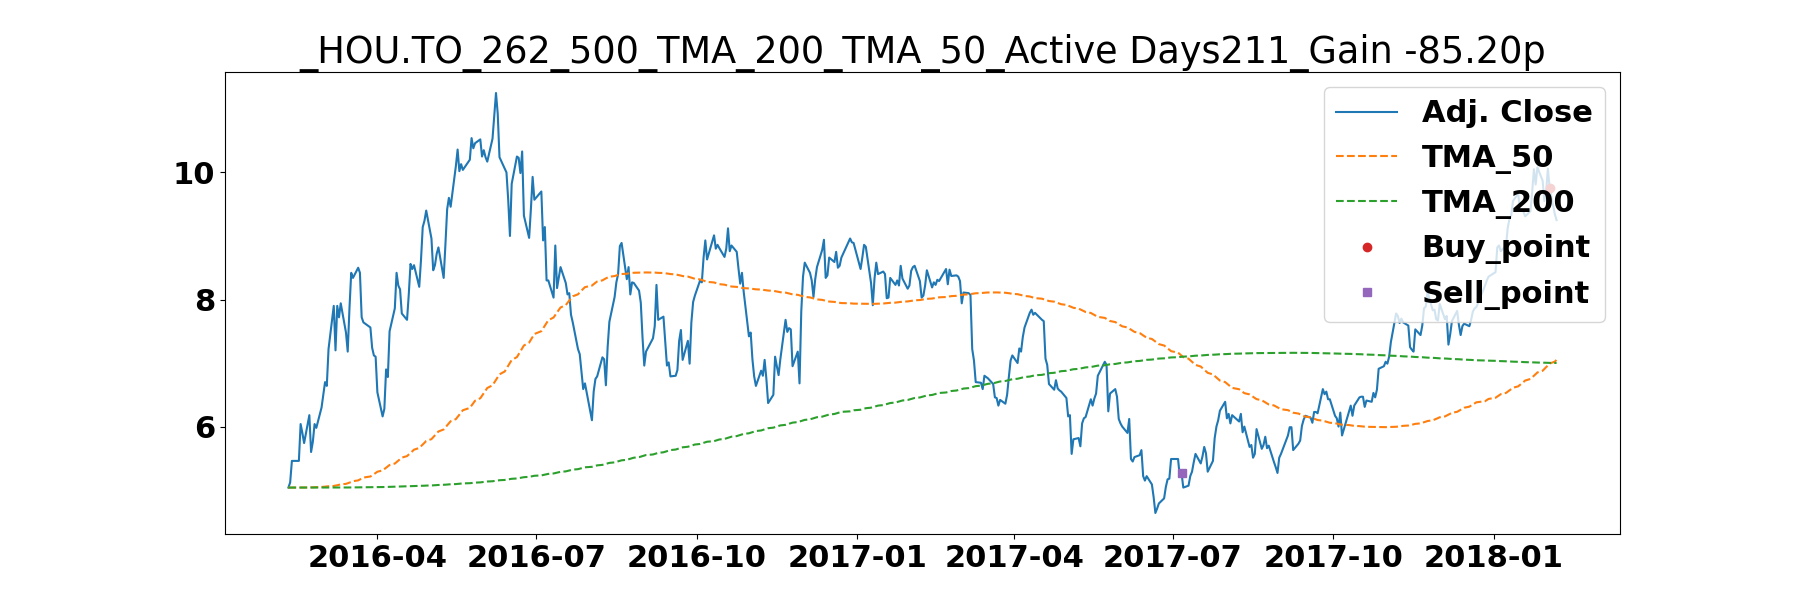 _HOU.TO_262_500_TMA_200_TMA_50_Active Days211_Gain -85.20p
Adj. Close
TMA_50
TMA_200
Buy_point
Sell_point
10
8
6
2016-04 2016-07 2016-10 2017-01 2017-04 2017-07 2017-10 2018-01